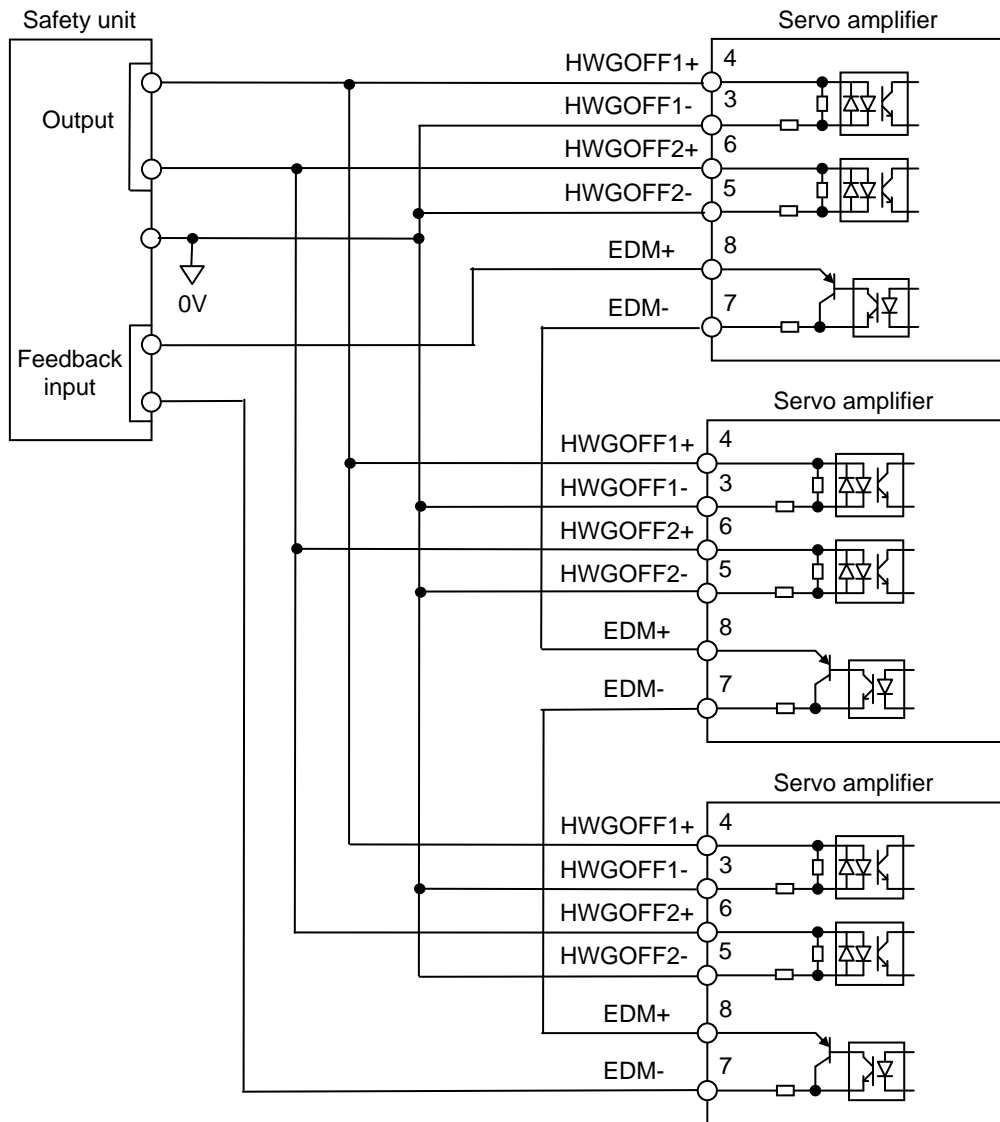 Safety unit
Output
0V
Feedback
input
Servo amplifier
HWGOFF1+
4
HWGOFF1-
3
HWGOFF2+
6
HWGOFF2-
5
EDM+
8
EDM-
7
Servo amplifier
HWGOFF1+
4
HWGOFF1-
3
HWGOFF2+
6
HWGOFF2-
5
EDM+
8
EDM-
7
Servo amplifier
HWGOFF1+
4
HWGOFF1-
3
HWGOFF2+
6
HWGOFF2-
5
EDM+
8
EDM-
7